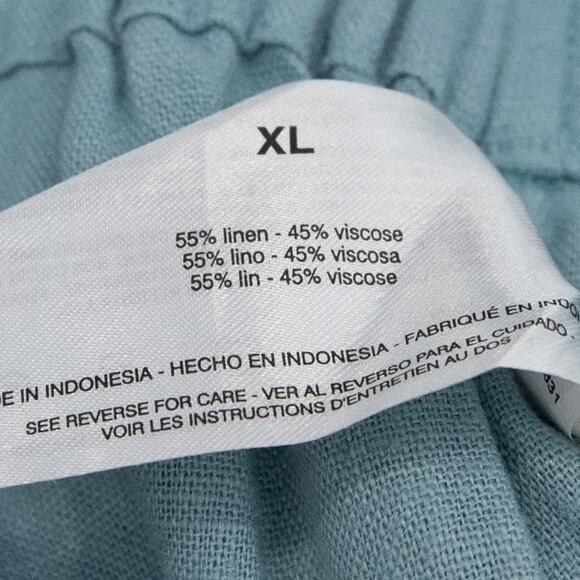 XL
55% linen - 45% viscose
55% lino - 45% viscosa
55% lin - 45% viscose
IN INDONESIA - HECHO EN INDONESIA - FABRIQUÉ EN
SEE REVERSE FOR CARE - VER AL REVERSO PARA EL CUIDADO -
VOIR LES INSTRUCTIONS D'ENTRETIEN AU DOS